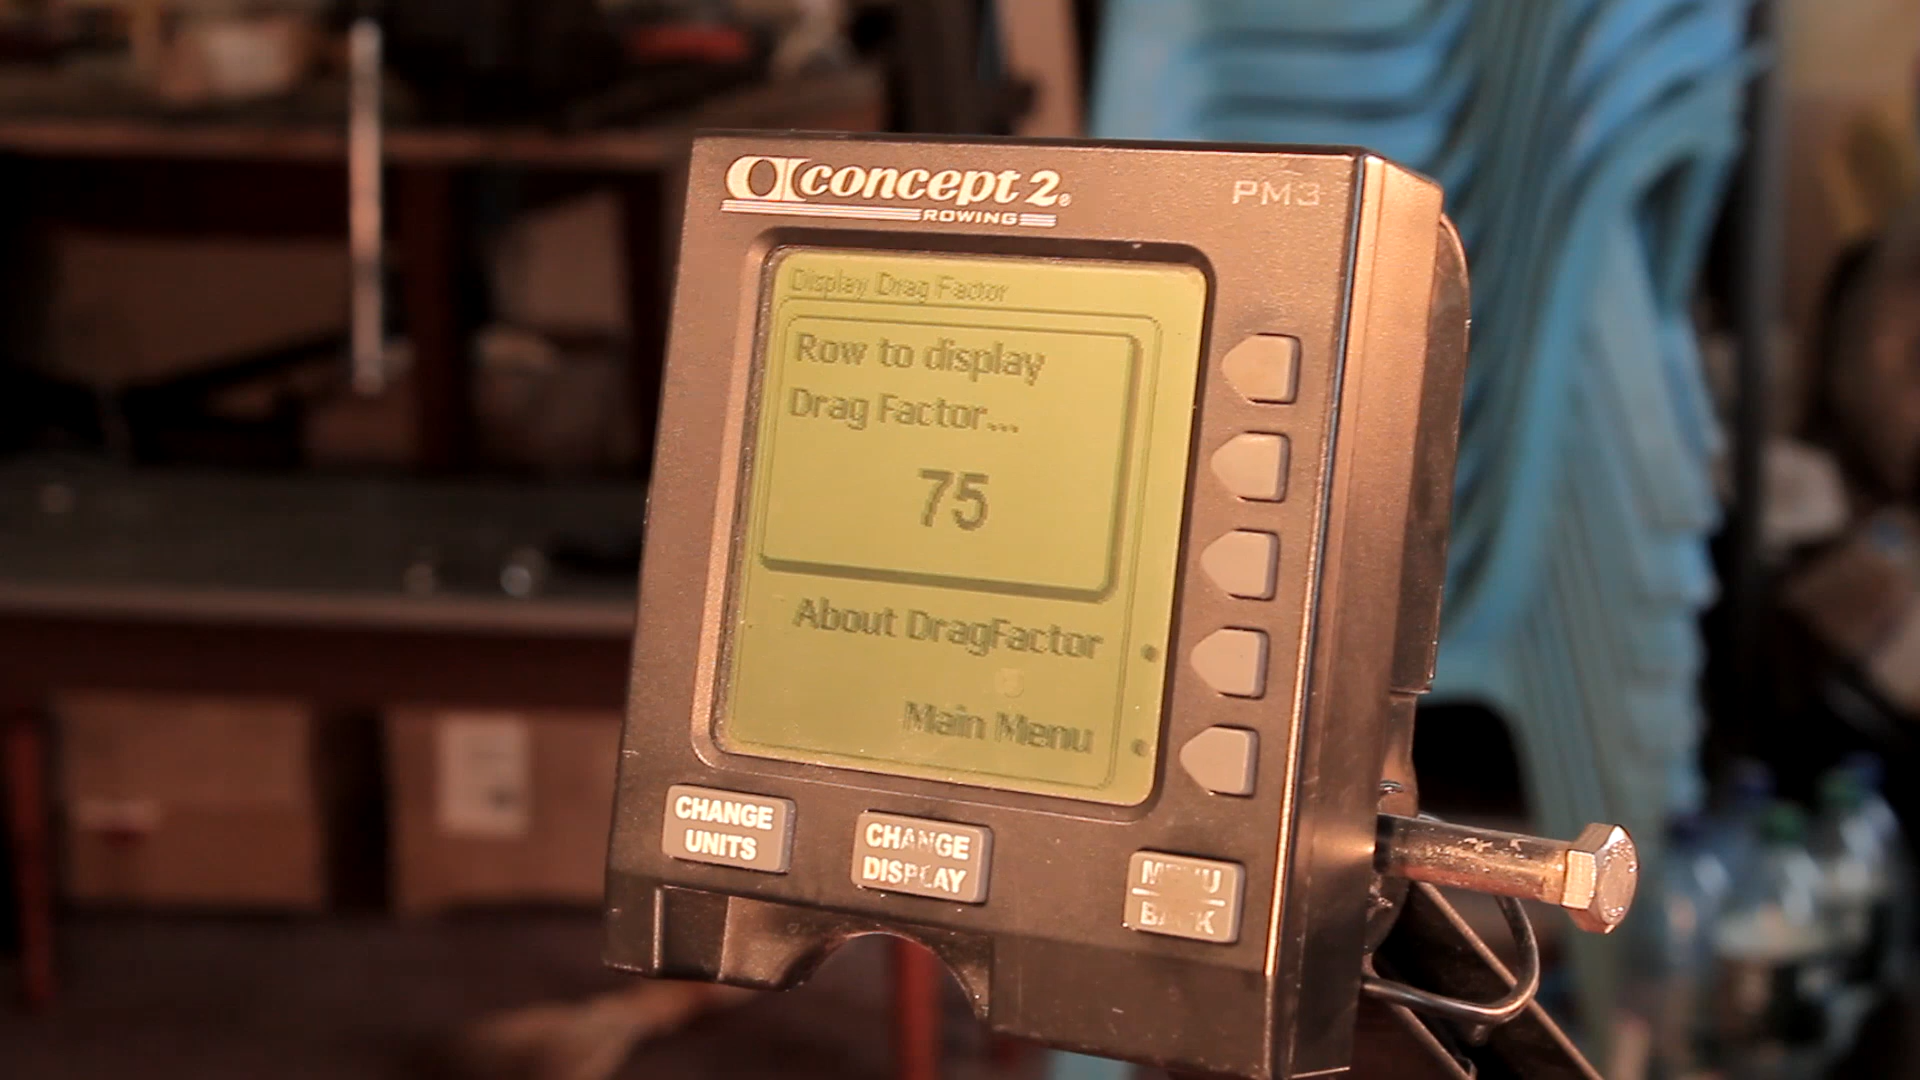 concept 2®
ROWING
PM3
Display Drag Factor
Row to display
Drag Factor...
75
About DragFactor
Main Menu
CHANGE
UNITS
CHANGE
DISPLAY
MENU
BACK